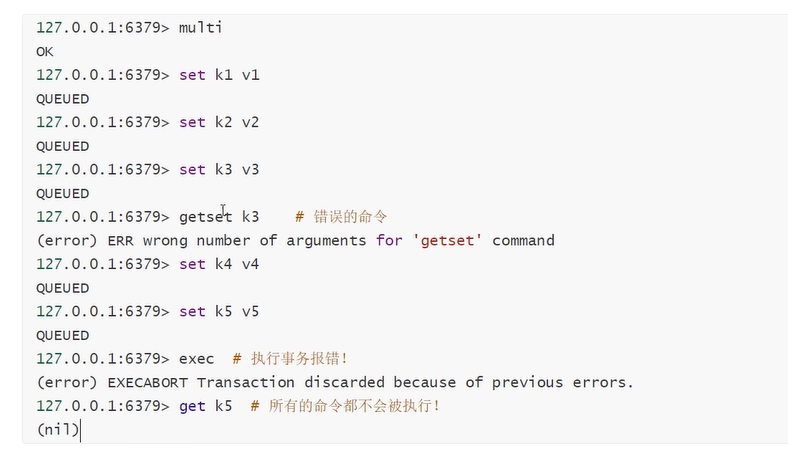 127.0.0.1:6379> multi
OK
127.0.0.1:6379> set k1 v1
QUEUED
127.0.0.1:6379> set k2 v2
QUEUED
127.0.0.1:6379> set k3 v3
QUEUED
127.0.0.1:6379> getset k3    # 错误的命令
(error) ERR wrong number of arguments for 'getset' command
127.0.0.1:6379> set k4 v4
QUEUED
127.0.0.1:6379> set k5 v5
QUEUED
127.0.0.1:6379> exec  # 执行事务报错！
(error) EXECABORT Transaction discarded because of previous errors.
127.0.0.1:6379> get k5  # 所有的命令都不会被执行！
(nil)